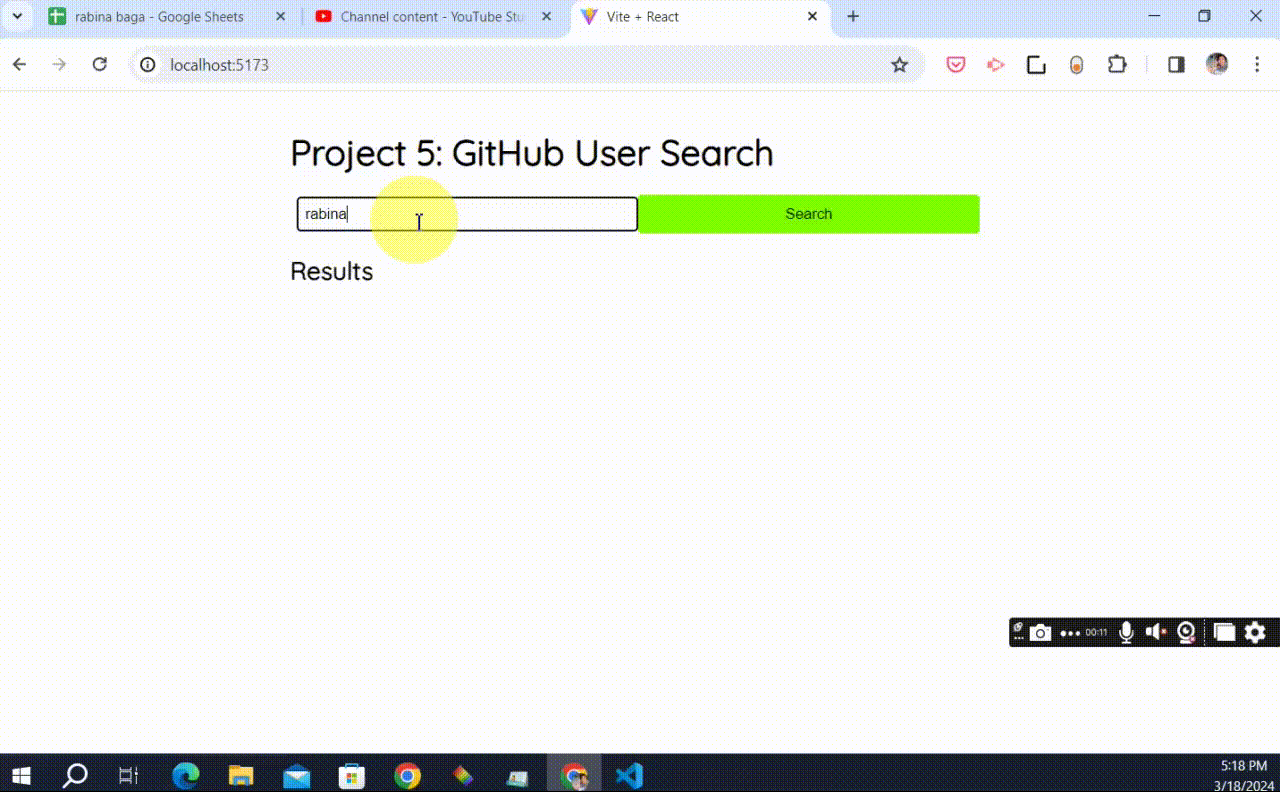 rabina baga - Google Sheets
Channel content - YouTube Stu
Vite + React
localhost:5173
Project 5: GitHub User Search
rabina
Search
Results
00:11
5:18 PM
3/18/2024